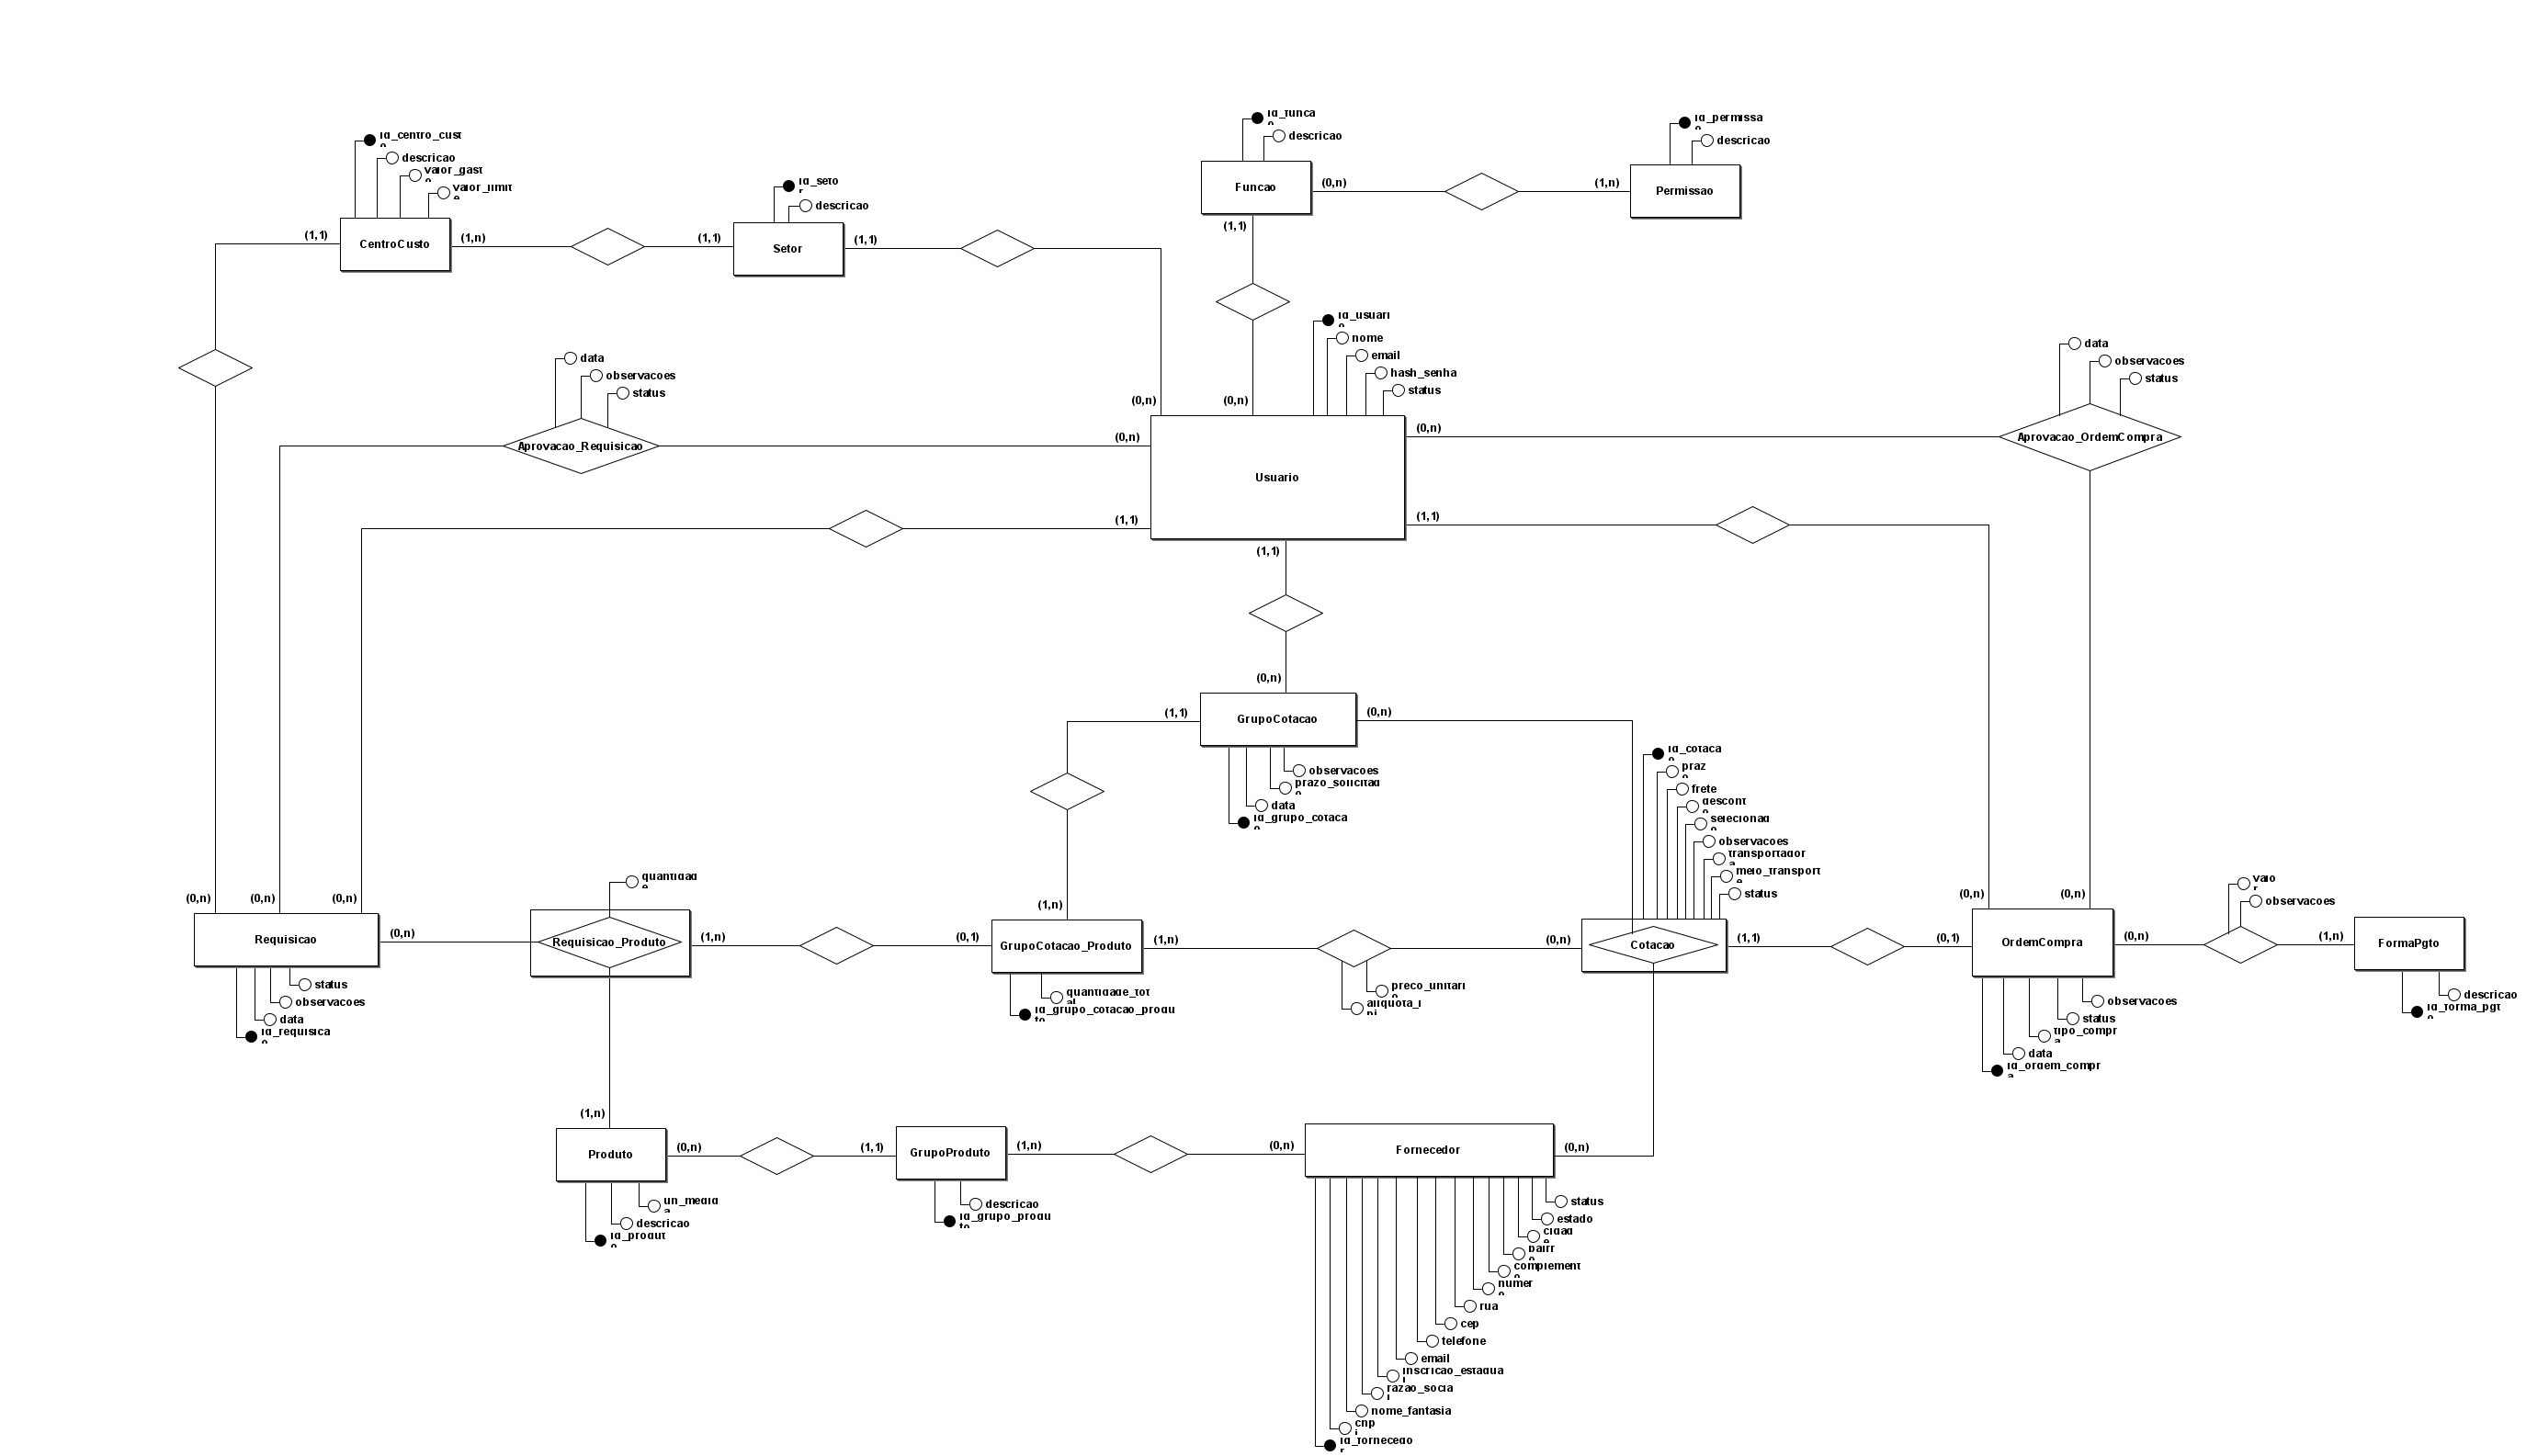 id_funcao
descricao
id_permissao
descricao
id_centro_custo
descricao
valor_gasto
valor_limite
id_setor
descricao
Funcao
(0,n)
(1,n)
Permissao
(1,1)
(1,1)
CentroCusto
(1,n)
(1,1)
Setor
(1,1)
id_usuario
nome
email
hash_senha
status
data
observacoes
status
data
observacoes
status
(0,n)
(0,n)
Aprovacao_Requisicao
(0,n)
(0,n)
Aprovacao_OrdemCompra
Usuario
(1,1)
(1,1)
(1,1)
(0,n)
(1,1)
GrupoCotacao
(0,n)
observacoes
prazo_solicitado
data
id_grupo_cotacao
id_cotacao
prazo
frete
desconto
selecionado
observacoes
transportadora
meio_transporte
status
quantidade
valor
observacoes
(0,n)
(0,n)
(0,n)
(1,n)
(0,n)
(0,n)
Requisicao
(0,n)
Requisicao_Produto
(1,n)
(0,1)
GrupoCotacao_Produto
(1,n)
(0,n)
Cotacao
(1,1)
(0,1)
OrdemCompra
(0,n)
(1,n)
FormaPgto
status
observacoes
data
id_requisicao
quantidade_total
id_grupo_cotacao_produto
preco_unitario
aliquota_ipi
observacoes
status
tipo_compra
data
id_ordem_compra
descricao
id_forma_pgto
(1,n)
Produto
(0,n)
(1,1)
GrupoProduto
(1,n)
(0,n)
Fornecedor
(0,n)
un_medida
descricao
id_produto
descricao
id_grupo_produto
status
estado
cidade
bairro
complemento
numero
rua
cep
telefone
email
inscricao_estadual
razao_social
nome_fantasia
cnpj
id_fornecedor